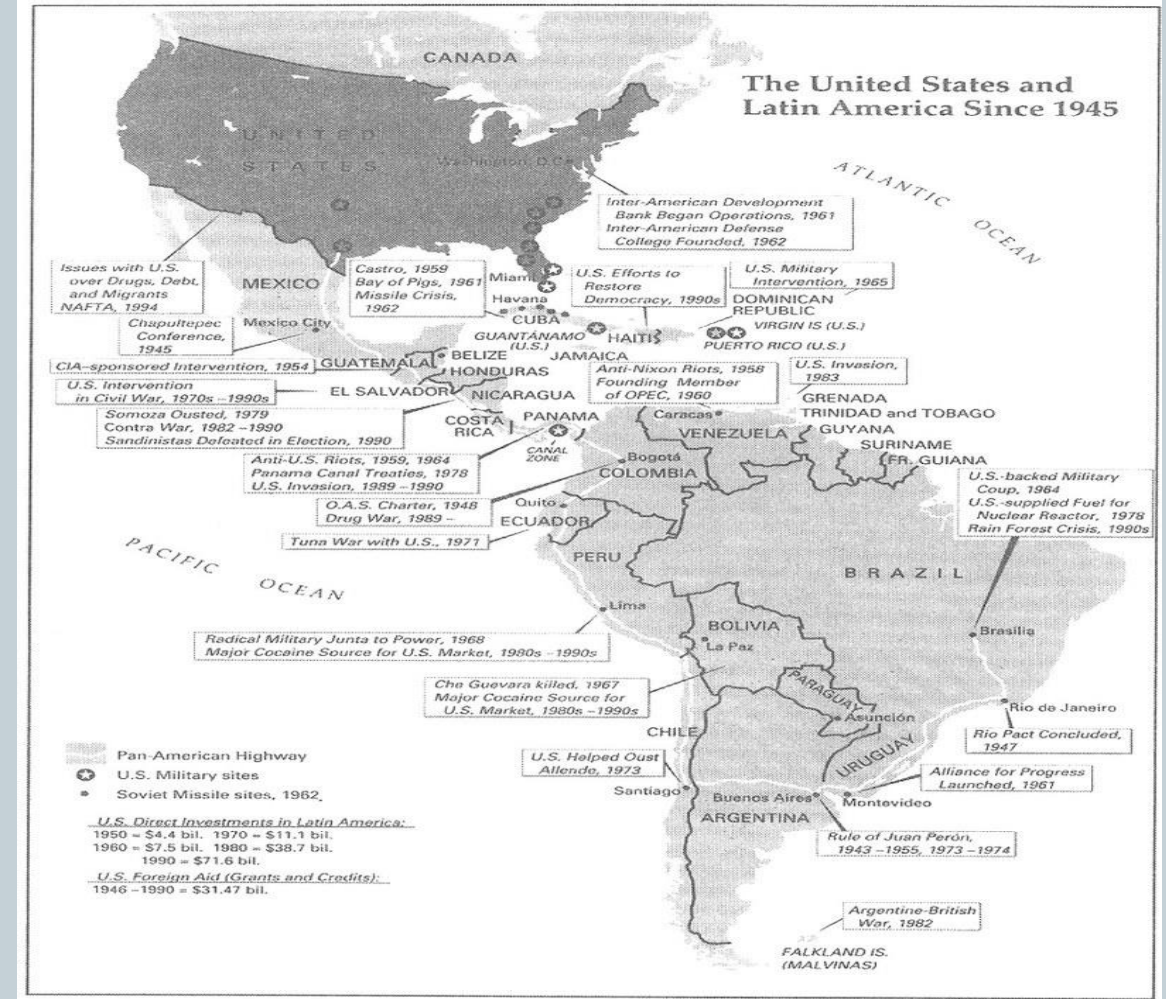 CANADA
The United States and
Latin America Since 1945
UNITED
STATES
Washington, D.C.
ATLANTIC OCEAN
Inter-American Development
Bank Began Operations, 1961
Inter-American Defense
College Founded, 1962
Issues with U.S.
over Drugs, Debt,
and Migrants
NAFTA, 1994
MEXICO
Castro, 1959
Bay of Pigs, 1961
Missile Crisis,
1962
Miami
Havana
CUBA
U.S. Efforts to
Restore
Democracy, 1990s
U.S. Military
Intervention, 1965
DOMINICAN
REPUBLIC
VIRGIN IS (U.S.)
PUERTO RICO (U.S.)
Chapultepec
Conference,
1945
Mexico City
GUANTÁNAMO
(U.S.)
HAITI
JAMAICA
CIA-sponsored Intervention, 1954
GUATEMALA
BELIZE
HONDURAS
Anti-Nixon Riots, 1958
Founding Member
of OPEC, 1960
U.S. Invasion,
1983
U.S. Intervention
in Civil War, 1970s –1990s
EL SALVADOR
NICARAGUA
GRENADA
TRINIDAD and TOBAGO
Somoza Ousted, 1979
Contra War, 1982 –1990
Sandinistas Defeated in Election, 1990
COSTA
RICA
PANAMA
CANAL
ZONE
Caracas
VENEZUELA
GUYANA
SURINAME
FR. GUIANA
Anti-U.S. Riots, 1959, 1964
Panama Canal Treaties, 1978
U.S. Invasion, 1989 –1990
Bogotá
COLOMBIA
U.S.-backed Military
Coup, 1964
U.S.-supplied Fuel for
Nuclear Reactor, 1978
Rain Forest Crisis, 1990s
O.A.S. Charter, 1948
Drug War, 1989 –
Quito
ECUADOR
Tuna War with U.S., 1971
PACIFIC OCEAN
PERU
BRAZIL
Lima
Radical Military Junta to Power, 1968
Major Cocaine Source for U.S. Market, 1980s –1990s
BOLIVIA
La Paz
Brasilia
Che Guevara killed, 1967
Major Cocaine Source for
U.S. Market, 1980s –1990s
PARAGUAY
Asunción
Rio de Janeiro
Rio Pact Concluded,
1947
CHILE
URUGUAY
U.S. Helped Oust
Allende, 1973
Santiago
Alliance for Progress
Launched, 1961
Buenos Aires
Montevideo
ARGENTINA
Rule of Juan Perón,
1943 –1955, 1973 –1974
Pan-American Highway
U.S. Military sites
Soviet Missile sites, 1962.
U.S. Direct Investments in Latin America:
1950 = $4.4 bil. 1970 = $11.1 bil.
1960 = $7.5 bil. 1980 = $38.7 bil.
1990 = $71.6 bil.
U.S. Foreign Aid (Grants and Credits):
1946 –1990 = $31.47 bil.
Argentine-British
War, 1982
FALKLAND IS.
(MALVINAS)